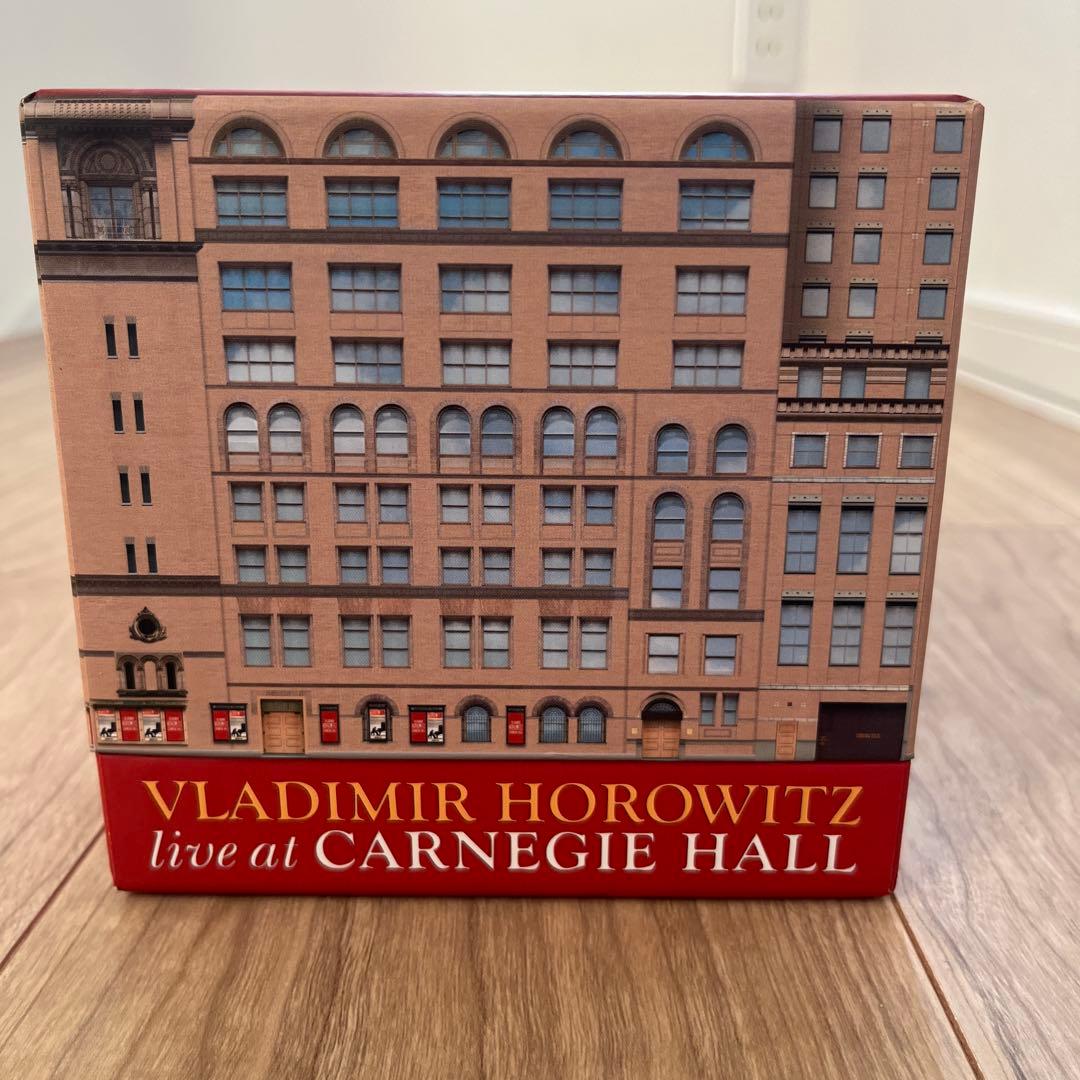 VLADIMIR HOROWITZ
live at CARNEGIE HALL